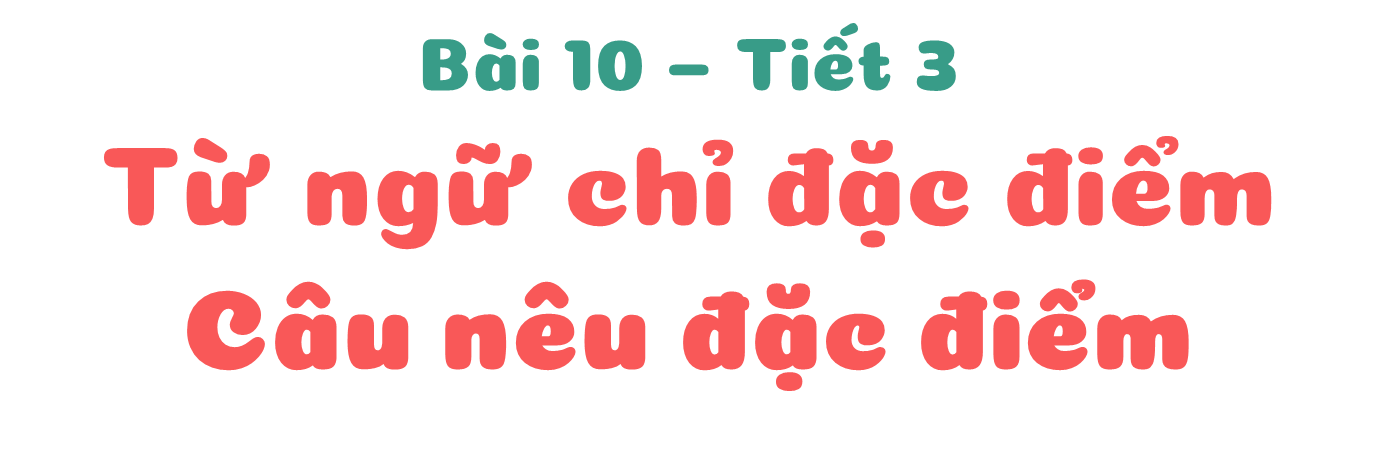 Bài 10 – Tiết 3
Từ ngữ chỉ đặc điểm
Câu nêu đặc điểm